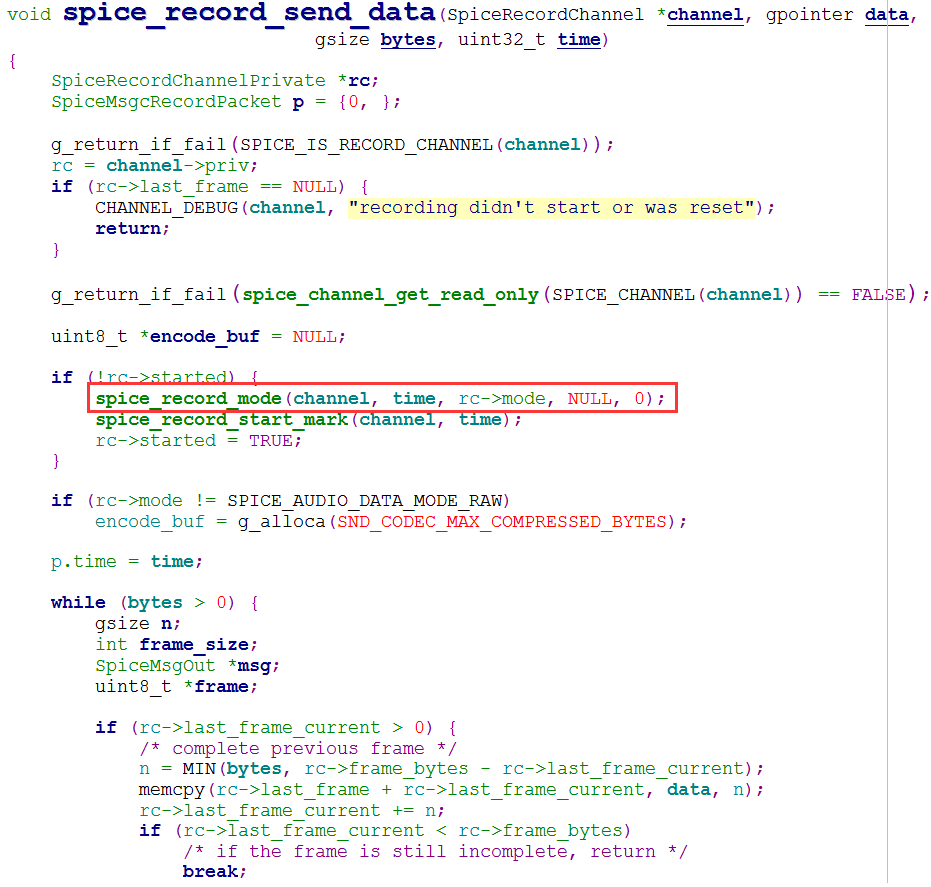 void spice_record_send_data(SpiceRecordChannel *channel, gpointer data,
                            gsize bytes, uint32_t time)
{
    SpiceRecordChannelPrivate *rc;
    SpiceMsgcRecordPacket p = {0, };

    g_return_if_fail(SPICE_IS_RECORD_CHANNEL(channel));
    rc = channel->priv;
    if (rc->last_frame == NULL) {
        CHANNEL_DEBUG(channel, "recording didn't start or was reset");
        return;
    }

    g_return_if_fail(spice_channel_get_read_only(SPICE_CHANNEL(channel)) == FALSE);

    uint8_t *encode_buf = NULL;

    if (!rc->started) {
        spice_record_mode(channel, time, rc->mode, NULL, 0);
        spice_record_start_mark(channel, time);
        rc->started = TRUE;
    }

    if (rc->mode != SPICE_AUDIO_DATA_MODE_RAW)
        encode_buf = g_alloca(SND_CODEC_MAX_COMPRESSED_BYTES);

    p.time = time;

    while (bytes > 0) {
        gsize n;
        int frame_size;
        SpiceMsgOut *msg;
        uint8_t *frame;

        if (rc->last_frame_current > 0) {
            /* complete previous frame */
            n = MIN(bytes, rc->frame_bytes - rc->last_frame_current);
            memcpy(rc->last_frame + rc->last_frame_current, data, n);
            rc->last_frame_current += n;
            if (rc->last_frame_current < rc->frame_bytes)
                /* if the frame is still incomplete, return */
                break;